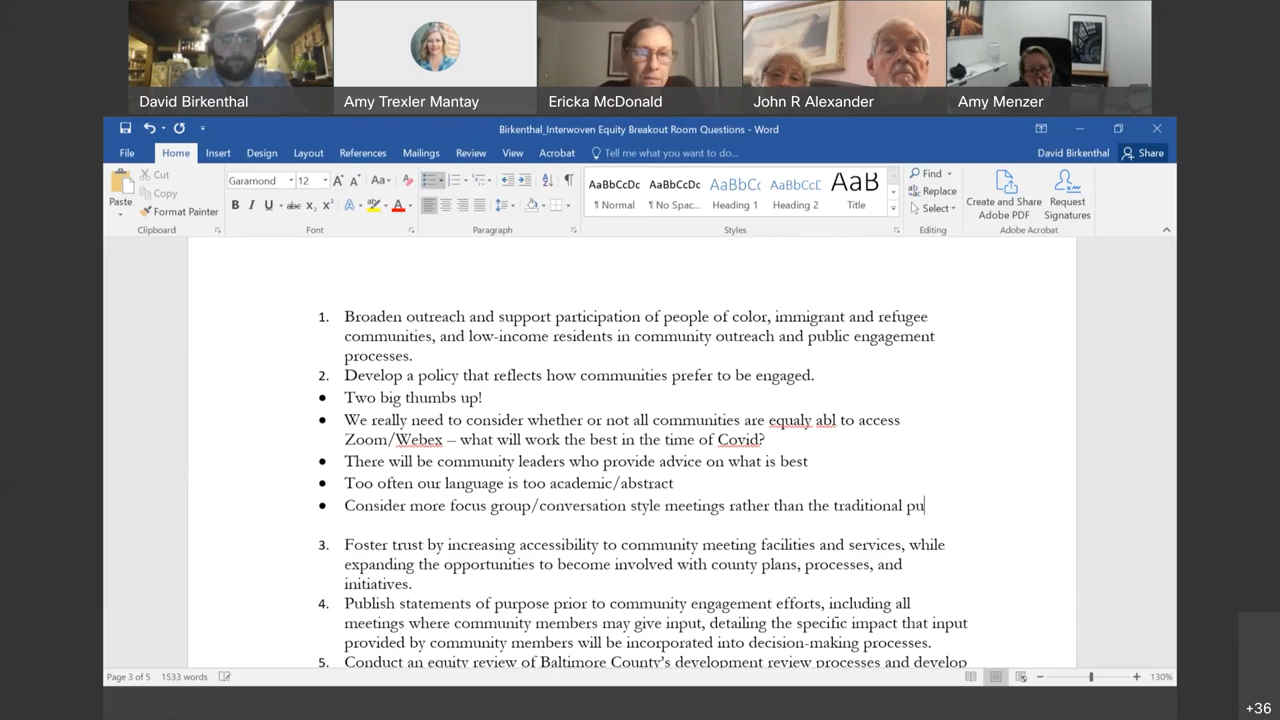 David Birkenthal
Amy Trexler Mantay
Ericka McDonald
John R Alexander
Amy Menzer
Birkenthal_Interwoven Equity Breakout Room Questions - Word
File Home Insert Design Layout References Mailings Review View Acrobat Tell me what you want to do... David Birkenthal Share
Paste
Cut
Copy
Format Painter
Clipboard
Garamond 12
Font
Paragraph
AaBbCcDc AaBbCcDc AaBbCc AaBbCcD AaB
¶ Normal ¶ No Spac... Heading 1 Heading 2 Title
Styles
Find
Replace
Select
Editing
Create and Share
Adobe PDF
Request
Signatures
Adobe Acrobat
1. Broaden outreach and support participation of people of color, immigrant and refugee
communities, and low-income residents in community outreach and public engagement
processes.
2. Develop a policy that reflects how communities prefer to be engaged.
• Two big thumbs up!
• We really need to consider whether or not all communities are equaly abl to access
Zoom/Webex – what will work the best in the time of Covid?
• There will be community leaders who provide advice on what is best
• Too often our language is too academic/abstract
• Consider more focus group/conversation style meetings rather than the traditional pu
3. Foster trust by increasing accessibility to community meeting facilities and services, while
expanding the opportunities to become involved with county plans, processes, and
initiatives.
4. Publish statements of purpose prior to community engagement efforts, including all
meetings where community members may give input, detailing the specific impact that input
provided by community members will be incorporated into decision-making processes.
5. Conduct an equity review of Baltimore County's development review processes and develop
Page 3 of 5 1533 words
130%
+36